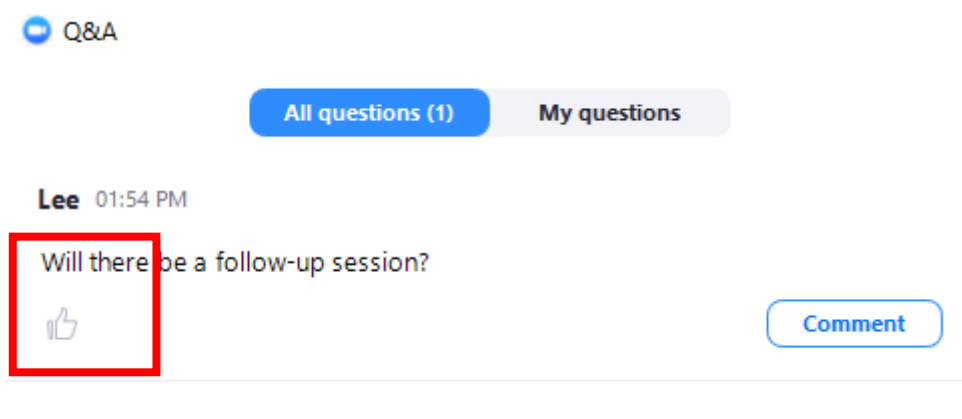 Q&A
All questions (1) My questions
Lee 01:54 PM
Will there be a follow-up session?
Comment